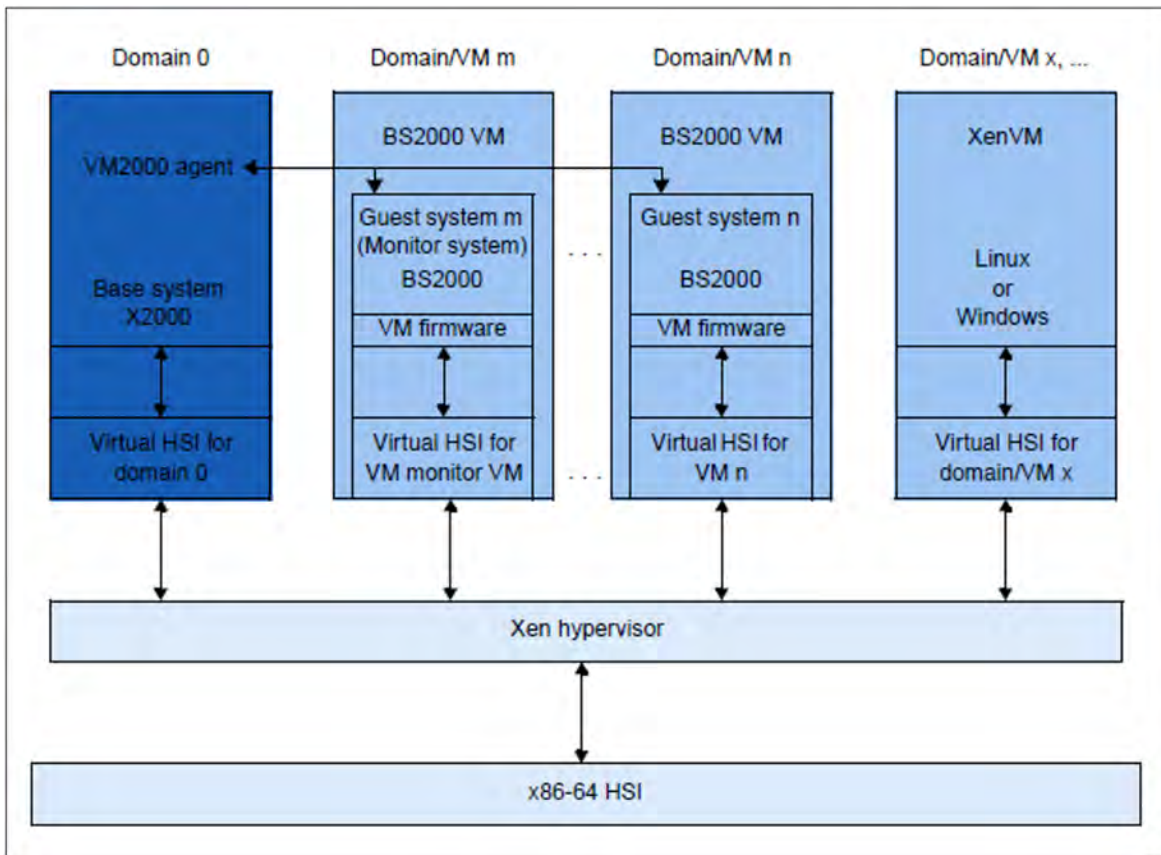 Domain 0
Domain/VM m
Domain/VM n
Domain/VM x, ...
VM2000 agent
Base system
X2000
Virtual HSI for
domain 0
BS2000 VM
Guest system m
(Monitor system)
BS2000
VM firmware
Virtual HSI for
VM monitor VM
. . .
. . .
BS2000 VM
Guest system n
BS2000
VM firmware
Virtual HSI for
VM n
XenVM
Linux
or
Windows
Virtual HSI for
domain/VM x
Xen hypervisor
x86-64 HSI